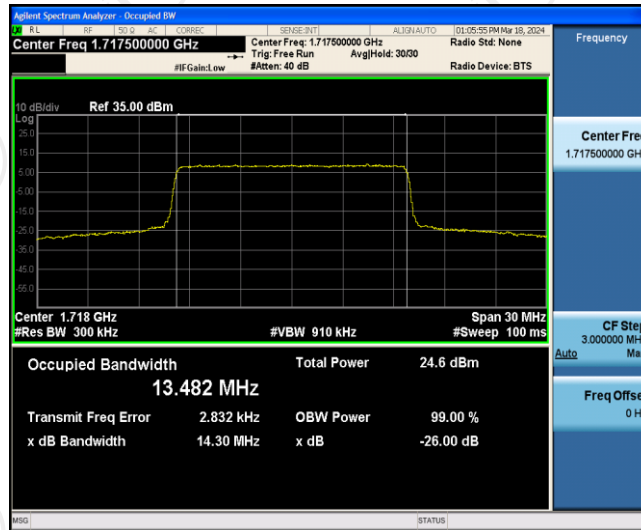 Agilent Spectrum Analyzer - Occupied BW
RL RF 50 Ω AC CORREC SENSE:INT ALIGNAUTO 01:05:55 PM Mar 18, 2024
Center Freq 1.717500000 GHz
Center Freq: 1.717500000 GHz
Radio Std: None
Trig: Free Run Avg|Hold: 30/30
#IFGain:Low #Atten: 40 dB Radio Device: BTS
10 dB/div Ref 35.00 dBm
Log
25.0
15.0
5.00
-5.00
-15.0
-25.0
-35.0
-45.0
-55.0
Center 1.718 GHz Span 30 MHz
#Res BW 300 kHz #VBW 910 kHz #Sweep 100 ms
Occupied Bandwidth Total Power 24.6 dBm
13.482 MHz
Transmit Freq Error 2.832 kHz OBW Power 99.00 %
x dB Bandwidth 14.30 MHz x dB -26.00 dB
MSG STATUS
Frequency
Center Fre
1.717500000 GH
CF Step
3.000000 MH
Auto Ma
Freq Offse
0 H